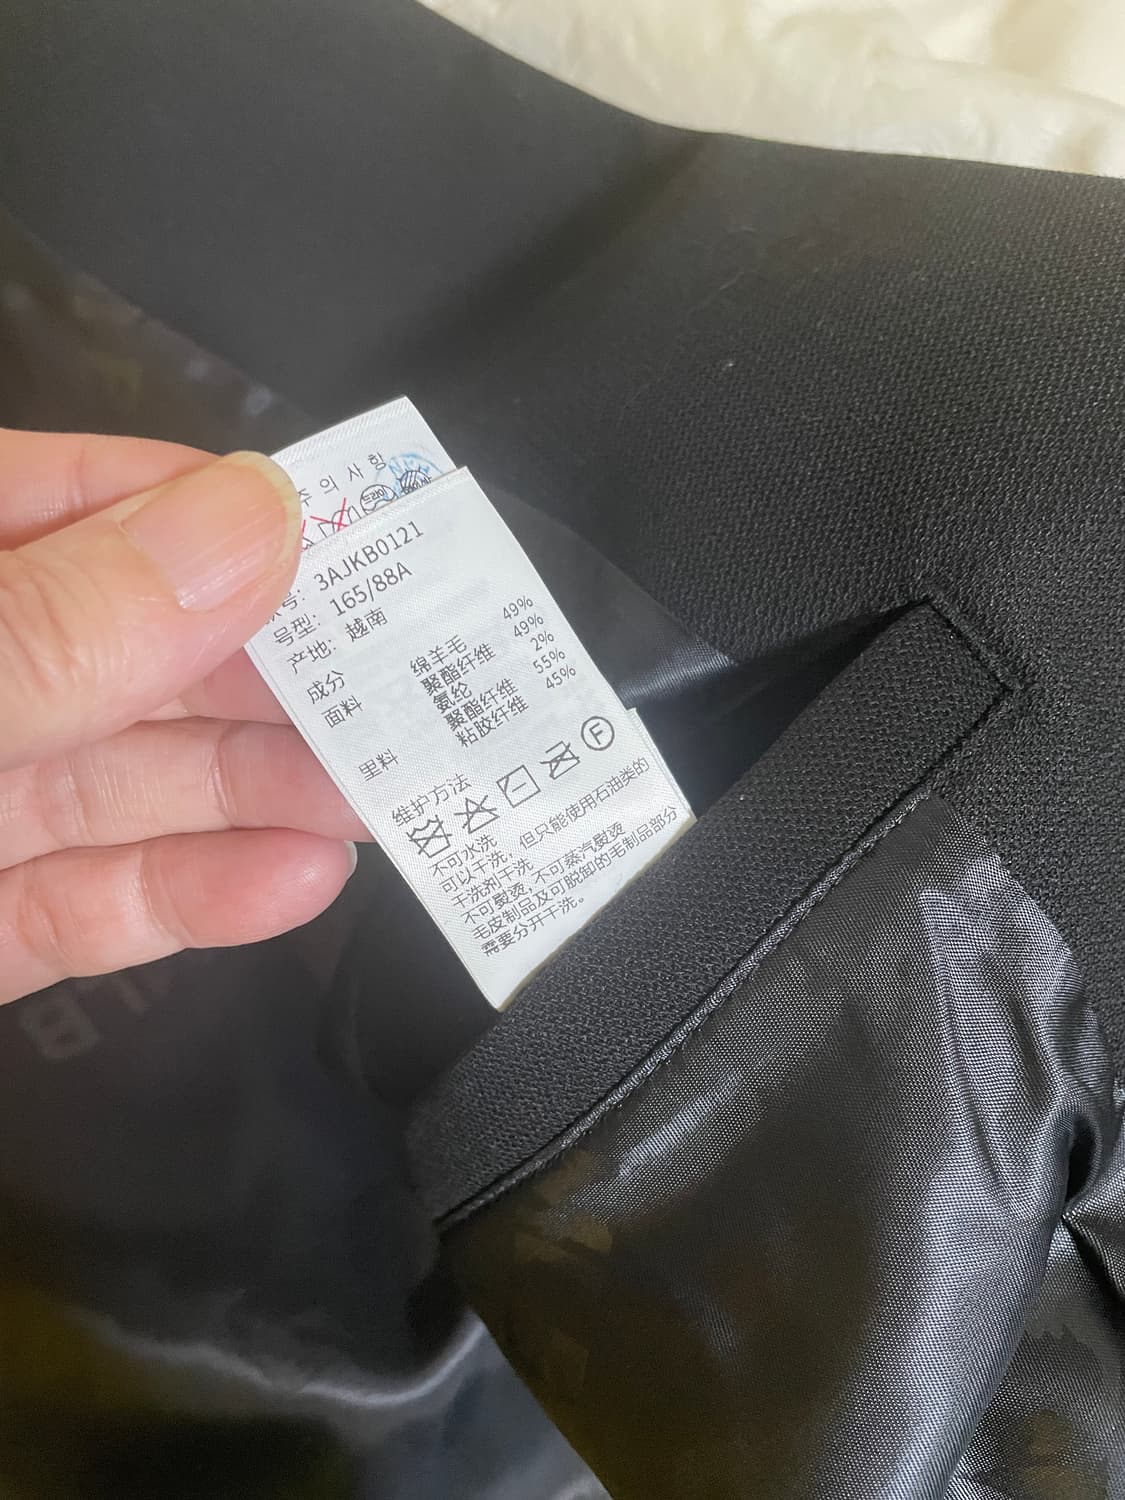 주의사항
드라이
号: 3AJKB0121
号型: 165/88A
产地: 越南
成分
面料 绵羊毛 49%
聚酯纤维 49%
氨纶 2%
里料 聚酯纤维 55%
粘胶纤维 45%
维护方法
F
不可水洗
可以干洗，但只能使用石油类的
干洗剂干洗
不可熨烫，不可蒸汽熨烫
毛皮制品及可脱卸的毛制品部分
需要分开干洗。